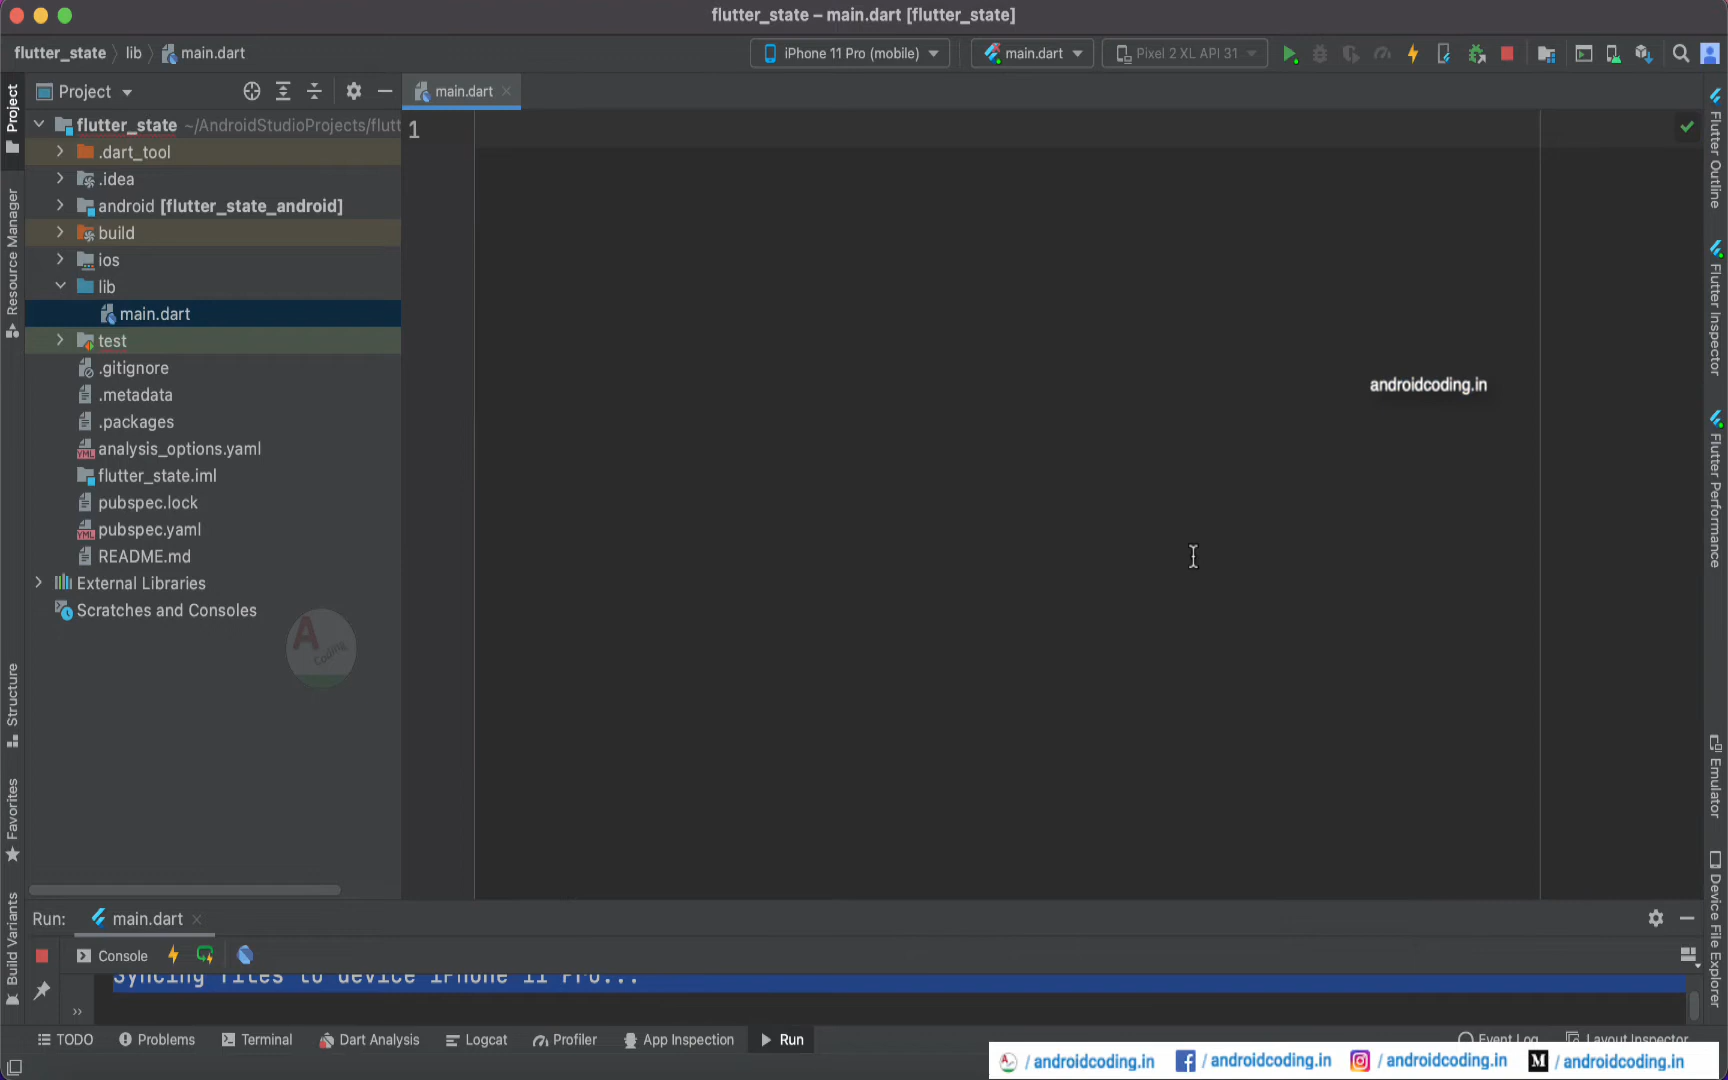 flutter_state – main.dart [flutter_state]
flutter_state lib main.dart
iPhone 11 Pro (mobile) main.dart Pixel 2 XL API 31
Project
main.dart
1
flutter_state ~/AndroidStudioProjects/flutt
.dart_tool
.idea
android [flutter_state_android]
build
ios
lib
main.dart
test
.gitignore
.metadata
.packages
analysis_options.yaml
flutter_state.iml
pubspec.lock
pubspec.yaml
README.md
External Libraries
Scratches and Consoles
A
Coding
androidcoding.in
Project
Resource Manager
Structure
Favorites
Build Variants
Flutter Outline
Flutter Inspector
Flutter Performance
Emulator
Device File Explorer
Run: main.dart
Console
Syncing files to device iPhone 11 Pro...
TODO Problems Terminal Dart Analysis Logcat Profiler App Inspection Run Event Log Layout Inspector
/ androidcoding.in / androidcoding.in / androidcoding.in / androidcoding.in